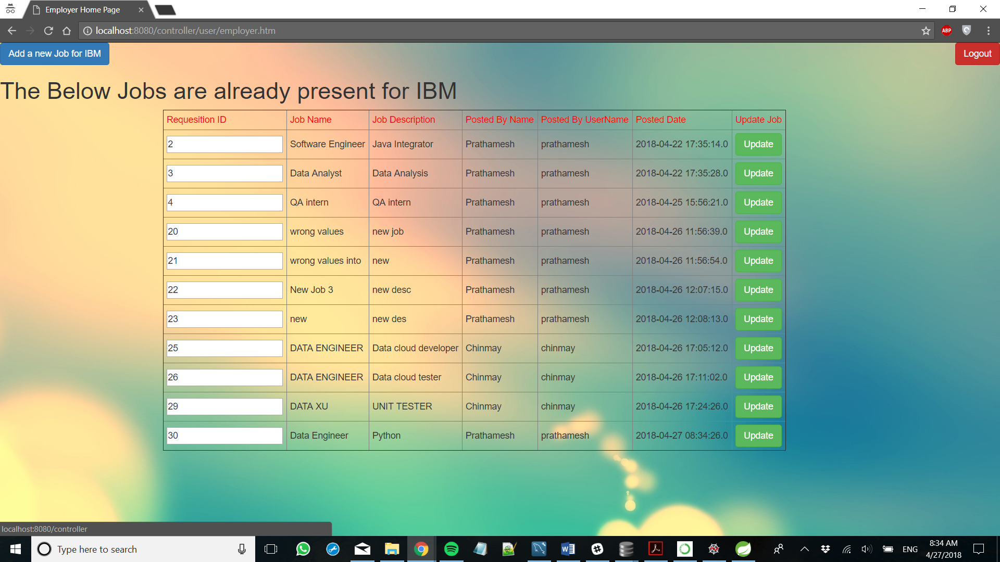 Employer Home Page
localhost:8080/controller/user/employer.htm
ABP
Add a new Job for IBM
Logout
The Below Jobs are already present for IBM
Requesition ID Job Name Job Description Posted By Name Posted By UserName Posted Date Update Job
2 Software Engineer Java Integrator Prathamesh prathamesh 2018-04-22 17:35:14.0 Update
3 Data Analyst Data Analysis Prathamesh prathamesh 2018-04-22 17:35:28.0 Update
4 QA intern QA intern Prathamesh prathamesh 2018-04-25 15:56:21.0 Update
20 wrong values new job Prathamesh prathamesh 2018-04-26 11:56:39.0 Update
21 wrong values into new Prathamesh prathamesh 2018-04-26 11:56:54.0 Update
22 New Job 3 new desc Prathamesh prathamesh 2018-04-26 12:07:15.0 Update
23 new new des Prathamesh prathamesh 2018-04-26 12:08:13.0 Update
25 DATA ENGINEER Data cloud developer Chinmay chinmay 2018-04-26 17:05:12.0 Update
26 DATA ENGINEER Data cloud tester Chinmay chinmay 2018-04-26 17:11:02.0 Update
29 DATA XU UNIT TESTER Chinmay chinmay 2018-04-26 17:24:26.0 Update
30 Data Engineer Python Prathamesh prathamesh 2018-04-27 08:34:26.0 Update
localhost:8080/controller
Type here to search
ENG
8:34 AM
4/27/2018